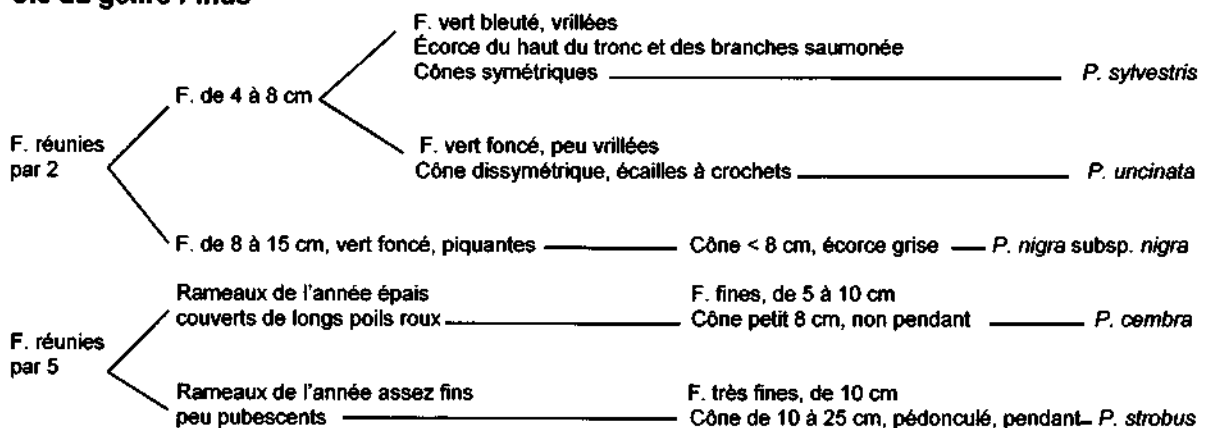 F. vert bleuté, vrillées
Écorce du haut du tronc et des branches saumonée
Cônes symétriques P. sylvestris
F. de 4 à 8 cm
F. réunies
par 2
F. vert foncé, peu vrillées
Cône dissymétrique, écailles à crochets P. uncinata
F. de 8 à 15 cm, vert foncé, piquantes Cône < 8 cm, écorce grise P. nigra subsp. nigra
Rameaux de l'année épais F. fines, de 5 à 10 cm
couverts de longs poils roux Cône petit 8 cm, non pendant P. cembra
F. réunies
par 5
Rameaux de l'année assez fins F. très fines, de 10 cm
peu pubescents Cône de 10 à 25 cm, pédonculé, pendant P. strobus